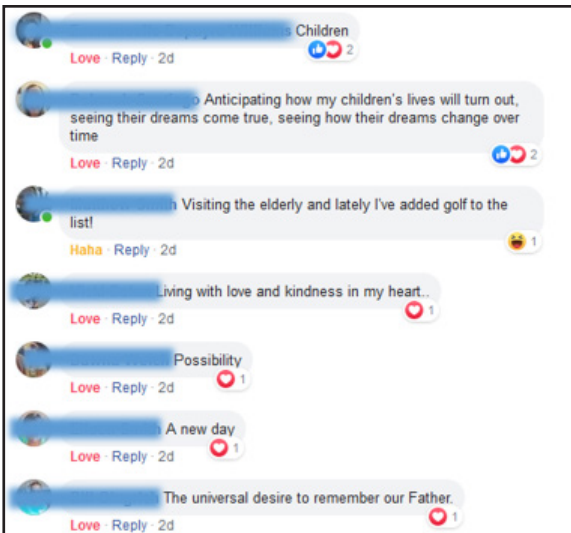 Children
2
Love · Reply · 2d
Anticipating how my children's lives will turn out,
seeing their dreams come true, seeing how their dreams change over
time
2
Love · Reply · 2d
Visiting the elderly and lately I've added golf to the
list!
1
Haha · Reply · 2d
Living with love and kindness in my heart..
1
Love · Reply · 2d
Possibility
1
Love · Reply · 2d
A new day
1
Love · Reply · 2d
The universal desire to remember our Father.
1
Love · Reply · 2d